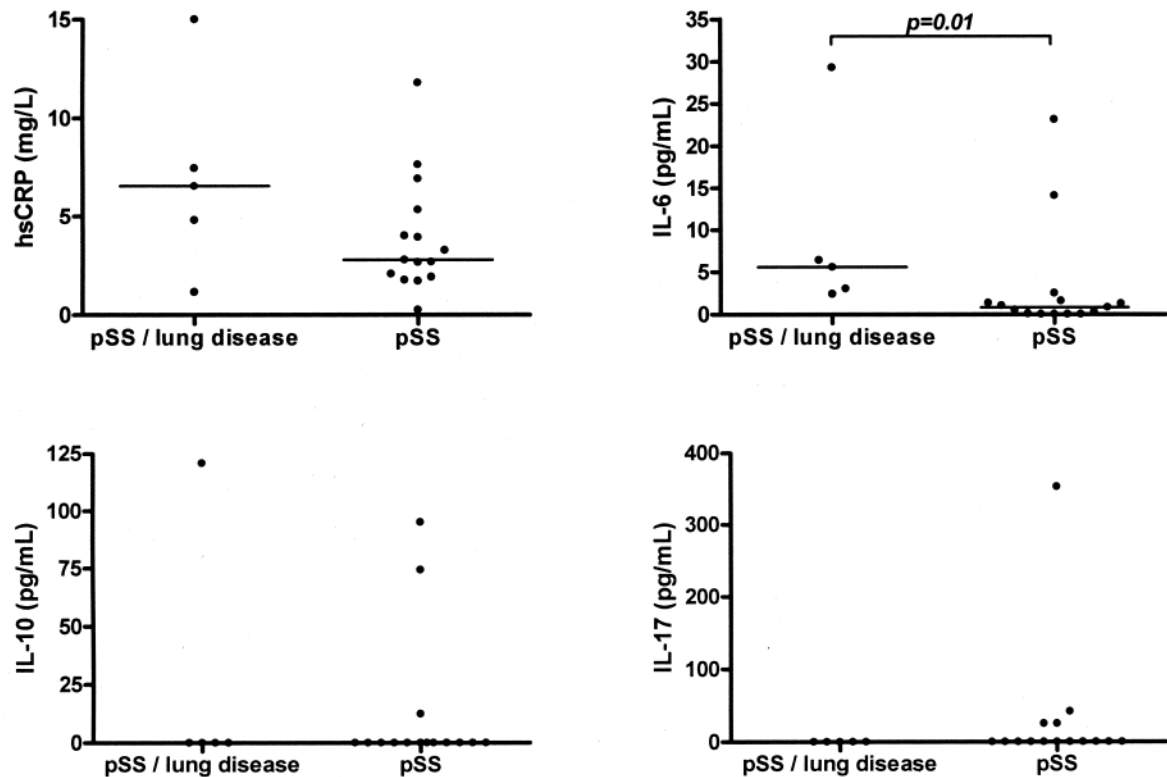 hsCRP (mg/L)
15
10
5
0
pSS / lung disease
pSS
IL-6 (pg/mL)
35
30
25
20
15
10
5
0
p=0.01
pSS / lung disease
pSS
IL-10 (pg/mL)
125
100
75
50
25
0
pSS / lung disease
pSS
IL-17 (pg/mL)
400
300
200
100
0
pSS / lung disease
pSS